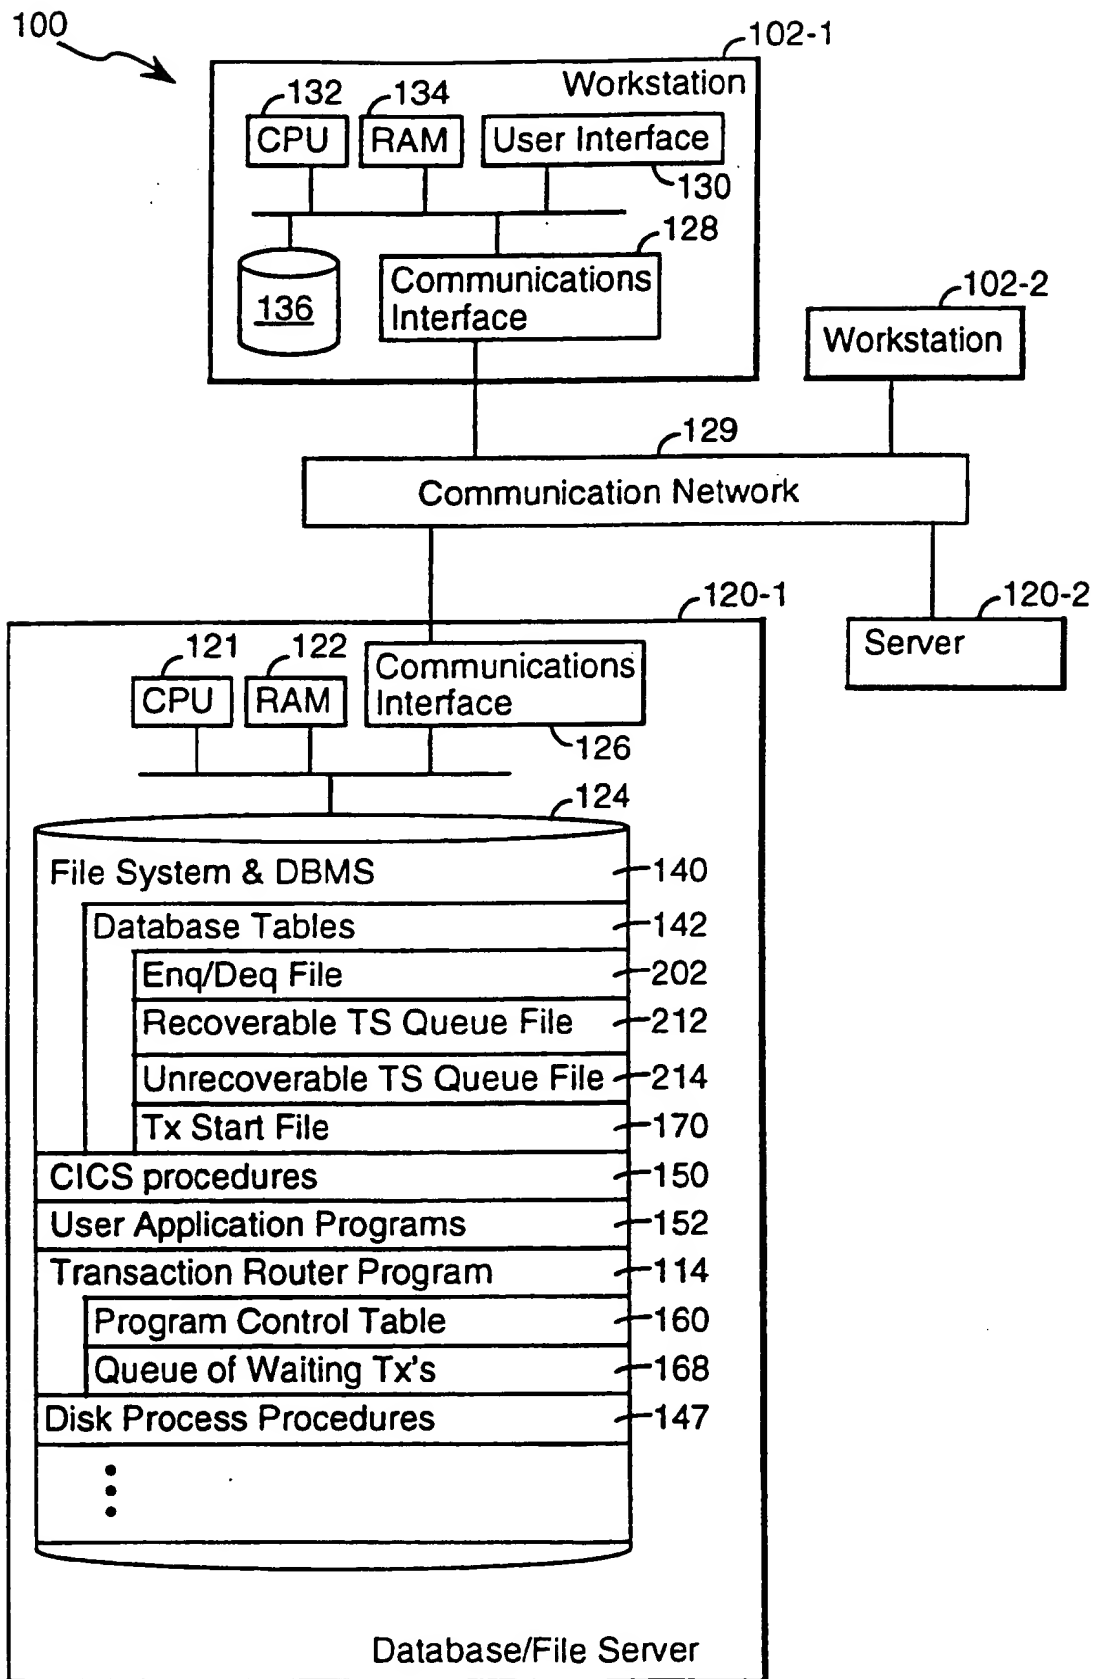 100
102-1
Workstation
132
134
CPU
RAM
User Interface
130
128
136
Communications
Interface
102-2
Workstation
129
Communication Network
120-1
120-2
Server
121
122
CPU
RAM
Communications
Interface
126
124
File System & DBMS
140
Database Tables
142
Enq/Deq File
202
Recoverable TS Queue File
212
Unrecoverable TS Queue File
214
Tx Start File
170
CICS procedures
150
User Application Programs
152
Transaction Router Program
114
Program Control Table
160
Queue of Waiting Tx's
168
Disk Process Procedures
147
Database/File Server